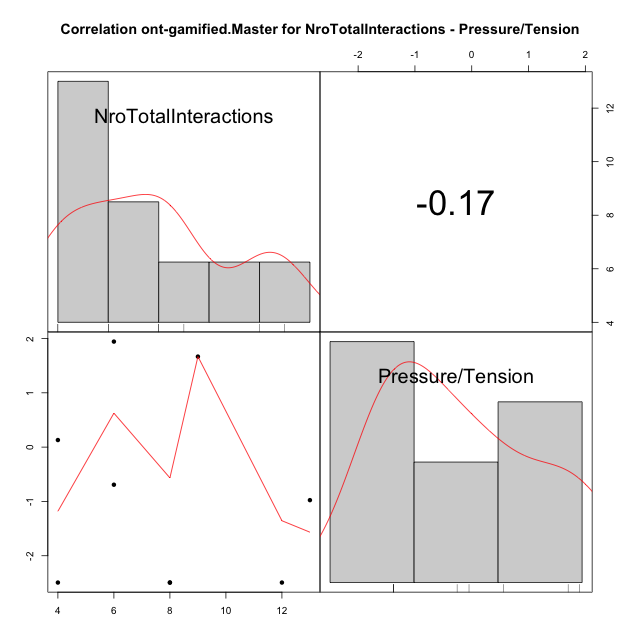 Correlation ont-gamified.Master for NroTotalInteractions - Pressure/Tension
-2 -1 0 1 2
NroTotalInteractions
-0.17
12
10
8
6
4
2
1
0
-1
-2
Pressure/Tension
4 6 8 10 12